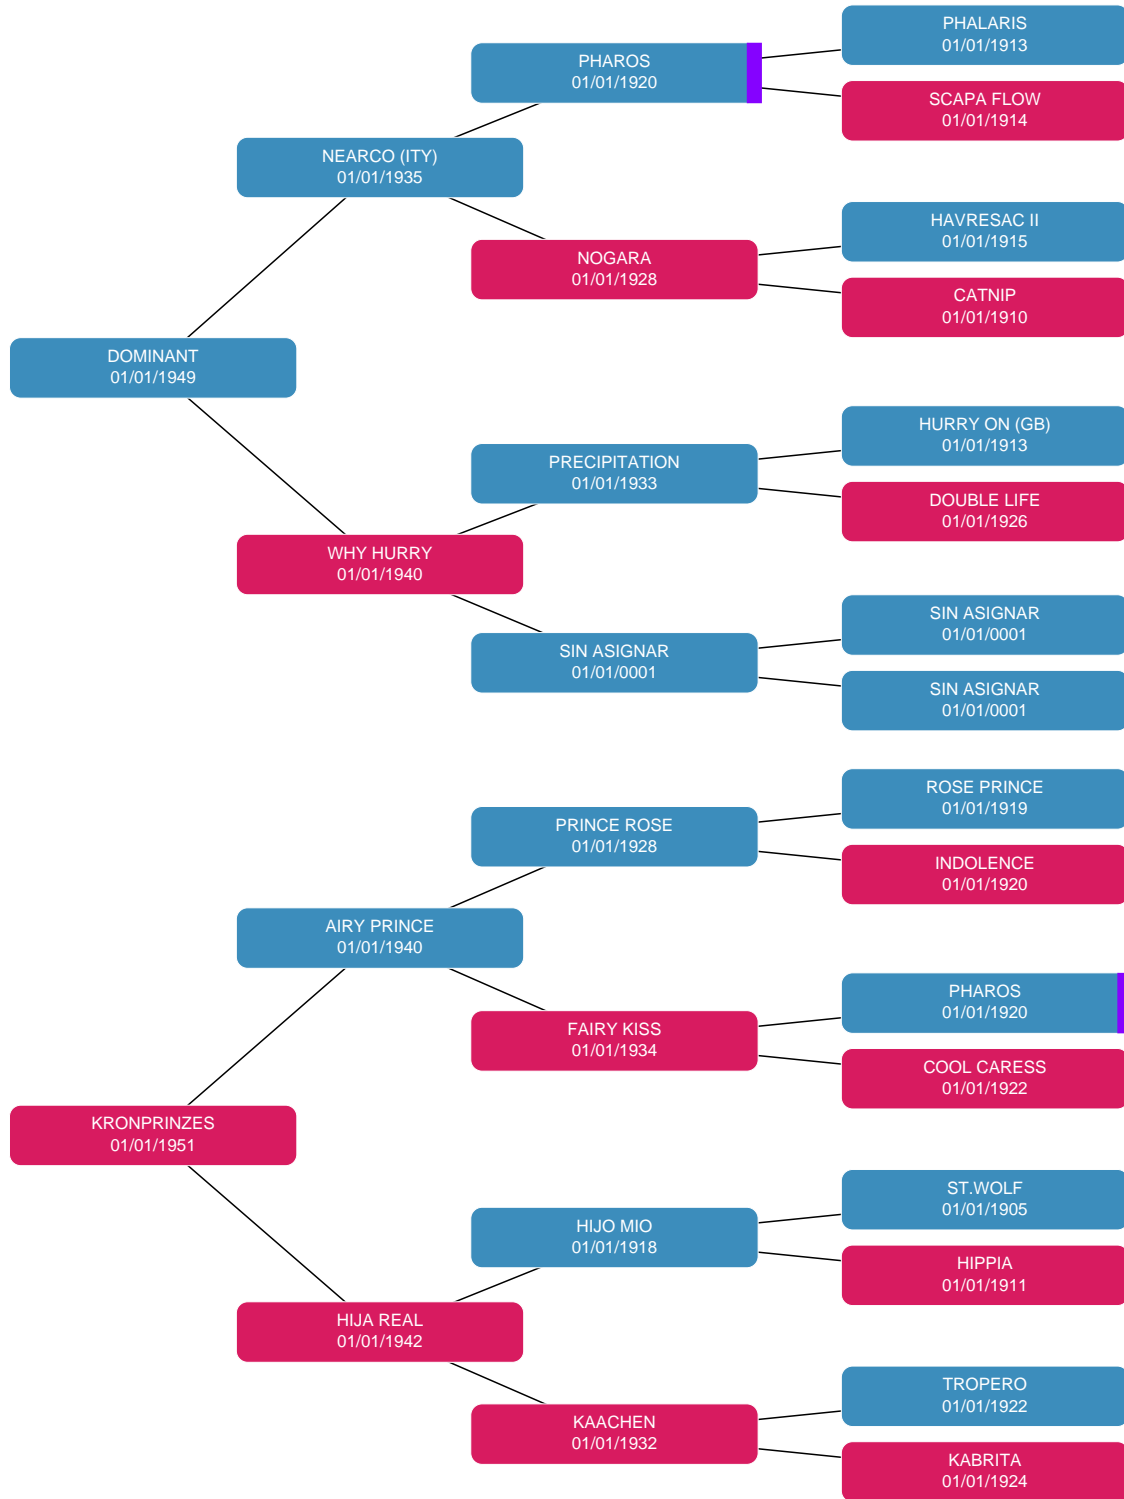 PHALARIS
01/01/1913
PHAROS
01/01/1920
SCAPA FLOW
01/01/1914
NEARCO (ITY)
01/01/1935
HAVRESAC II
01/01/1915
NOGARA
01/01/1928
CATNIP
01/01/1910
DOMINANT
01/01/1949
HURRY ON (GB)
01/01/1913
PRECIPITATION
01/01/1933
DOUBLE LIFE
01/01/1926
WHY HURRY
01/01/1940
SIN ASIGNAR
01/01/0001
SIN ASIGNAR
01/01/0001
SIN ASIGNAR
01/01/0001
ROSE PRINCE
01/01/1919
PRINCE ROSE
01/01/1928
INDOLENCE
01/01/1920
AIRY PRINCE
01/01/1940
PHAROS
01/01/1920
FAIRY KISS
01/01/1934
COOL CARESS
01/01/1922
KRONPRINZES
01/01/1951
ST.WOLF
01/01/1905
HIJO MIO
01/01/1918
HIPPIA
01/01/1911
HIJA REAL
01/01/1942
TROPERO
01/01/1922
KAACHEN
01/01/1932
KABRITA
01/01/1924